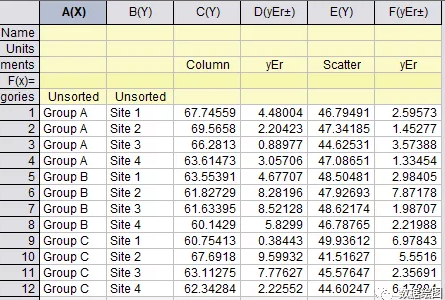 A(X) B(Y) C(Y) D(yEr±) E(Y) F(yEr±)
Name
Units
ments Column yEr Scatter yEr
F(x)=
gories Unsorted Unsorted
1 Group A Site 1 67.74559 4.48004 46.79491 2.59573
2 Group A Site 2 69.5658 2.20423 47.34185 1.45277
3 Group A Site 3 66.2813 0.88977 44.62531 3.57388
4 Group A Site 4 63.61473 3.05706 47.08651 1.33454
5 Group B Site 1 63.55391 4.67707 48.50481 2.98405
6 Group B Site 2 61.82729 8.28196 47.92693 7.87178
7 Group B Site 3 61.63395 8.52128 48.62174 1.98707
8 Group B Site 4 60.1429 5.8299 46.78765 2.21988
9 Group C Site 1 60.75413 0.38443 49.93612 6.97843
10 Group C Site 2 67.6918 9.59932 41.51627 5.5516
11 Group C Site 3 63.11275 7.77627 45.57647 2.35691
12 Group C Site 4 62.34284 2.22552 44.60247
数据绘图